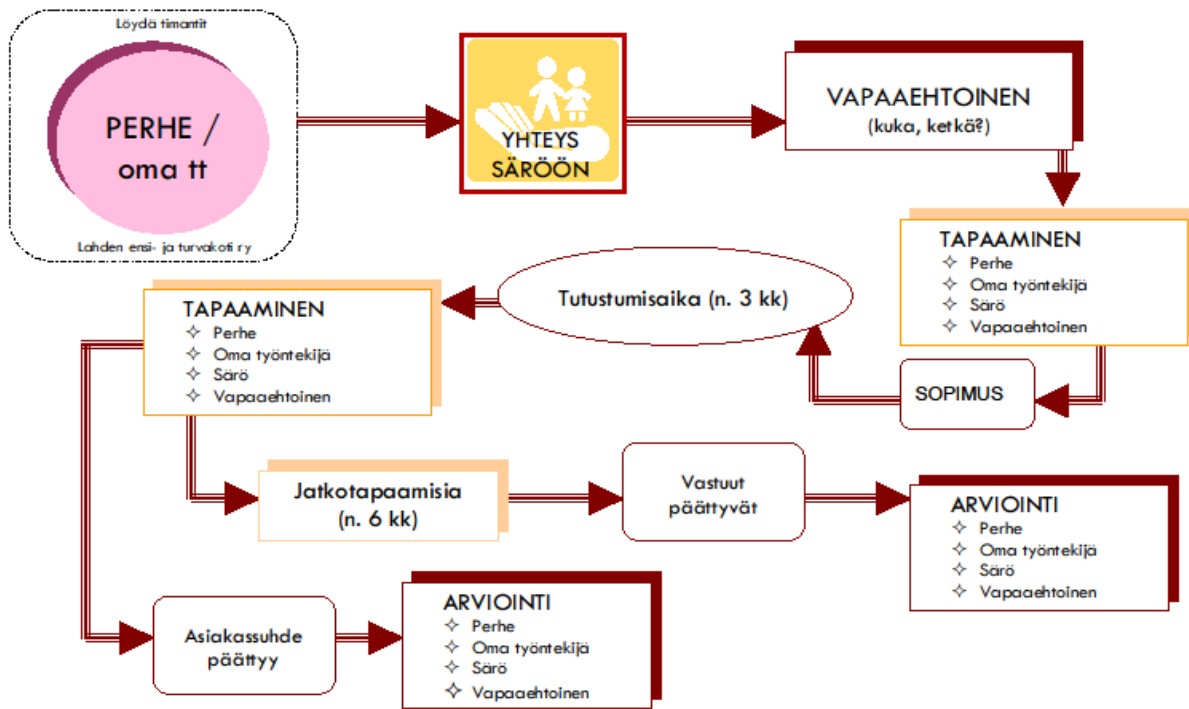 Löydä timantit
PERHE /
oma tt
Lahden ensi- ja turvakoti ry
YHTEYS
SÄRÖÖN
VAPAAEHTOINEN
(kuka, ketkä?)
TAPAAMINEN
✧ Perhe
✧ Oma työntekijä
✧ Särö
✧ Vapaaehtoinen
SOPIMUS
Tutustumisaika (n. 3 kk)
TAPAAMINEN
✧ Perhe
✧ Oma työntekijä
✧ Särö
✧ Vapaaehtoinen
Jatkotapaamisia
(n. 6 kk)
Vastuut
päättyvät
ARVIOINTI
✧ Perhe
✧ Oma työntekijä
✧ Särö
✧ Vapaaehtoinen
Asiakassuhde
päättyy
ARVIOINTI
✧ Perhe
✧ Oma työntekijä
✧ Särö
✧ Vapaaehtoinen